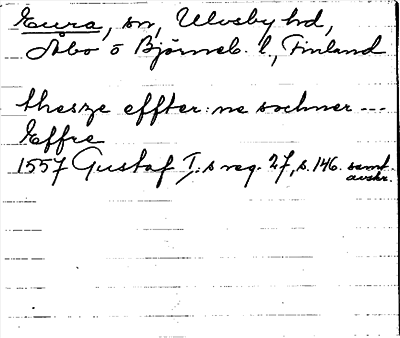 Eura, sn, Ulvsby hd,
Åbo o Björneb. l., Finland
thesze effter:ne sochner ---
Effre
1557 Gustaf I:s reg. 27, s. 146. samt.
avskr.